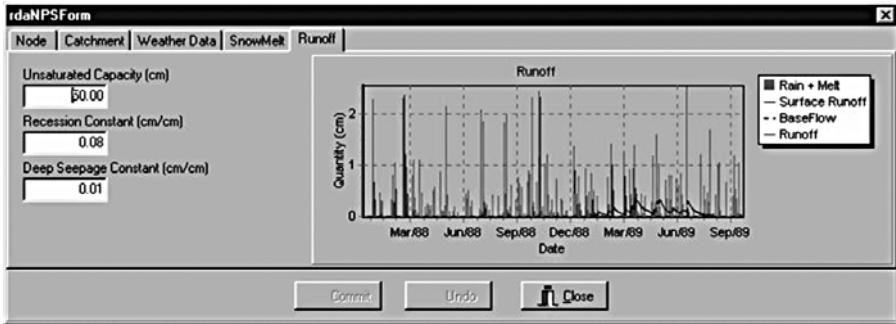 rdaNPSForm
Node Catchment Weather Data SnowMelt Runoff
Unsaturated Capacity (cm)
50.00
Recession Constant (cm/cm)
0.08
Deep Seepage Constant (cm/cm)
0.01
Runoff
Quantity (cm)
2
1
0
Mar/88 Jun/88 Sep/88 Dec/88 Mar/89 Jun/89 Sep/89
Date
Rain + Melt
Surface Runoff
BaseFlow
Runoff
Commit Undo Close